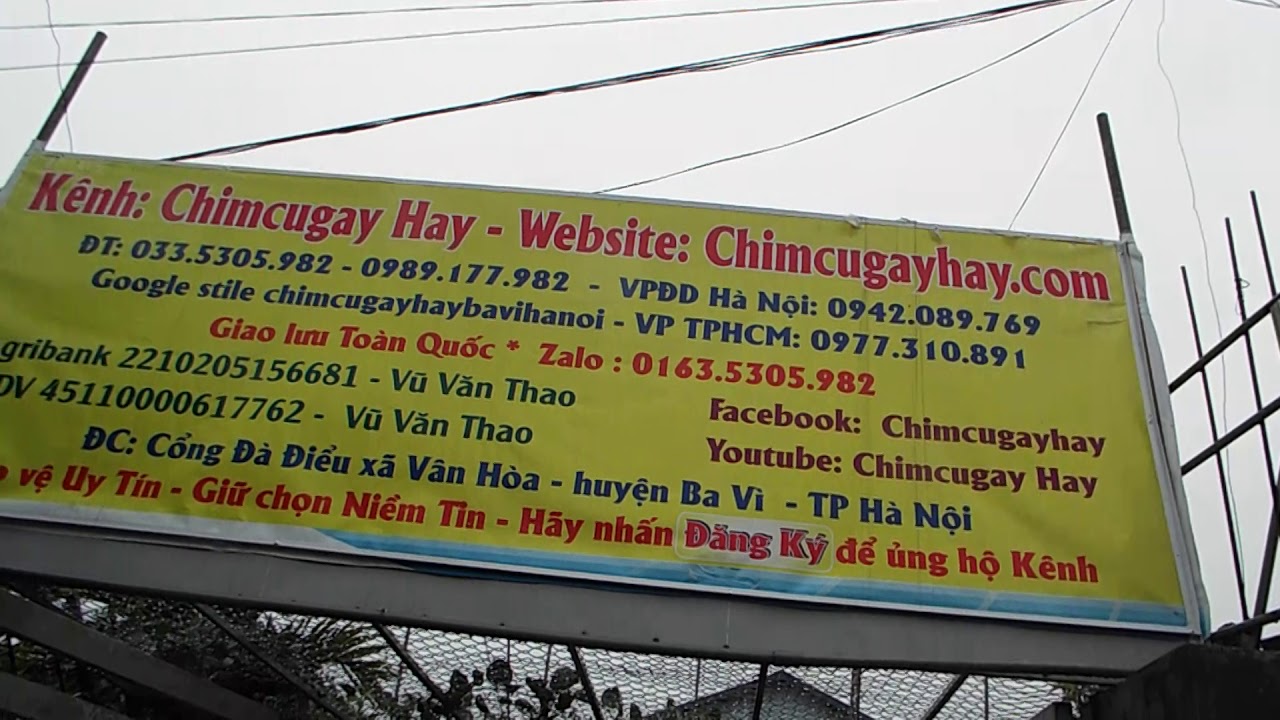 Kênh: Chimcugay Hay - Website: Chimcugayhay.com
ĐT: 033.5305.982 - 0989.177.982 - VPĐD Hà Nội: 0942.089.769
Google stile chimcugayhaybavihanoi - VP TPHCM: 0977.310.891
Giao lưu Toàn Quốc * Zalo : 0163.5305.982
gribank 2210205156681 - Vũ Văn Thao
Facebook: Chimcugayhay
DV 45110000617762 - Vũ Văn Thao
Youtube: Chimcugay Hay
ĐC: Cổng Đà Điểu xã Vân Hòa - huyện Ba Vì - TP Hà Nội
vệ Uy Tín - Giữ chọn Niềm Tin - Hãy nhấn Đăng Ký để ủng hộ Kênh